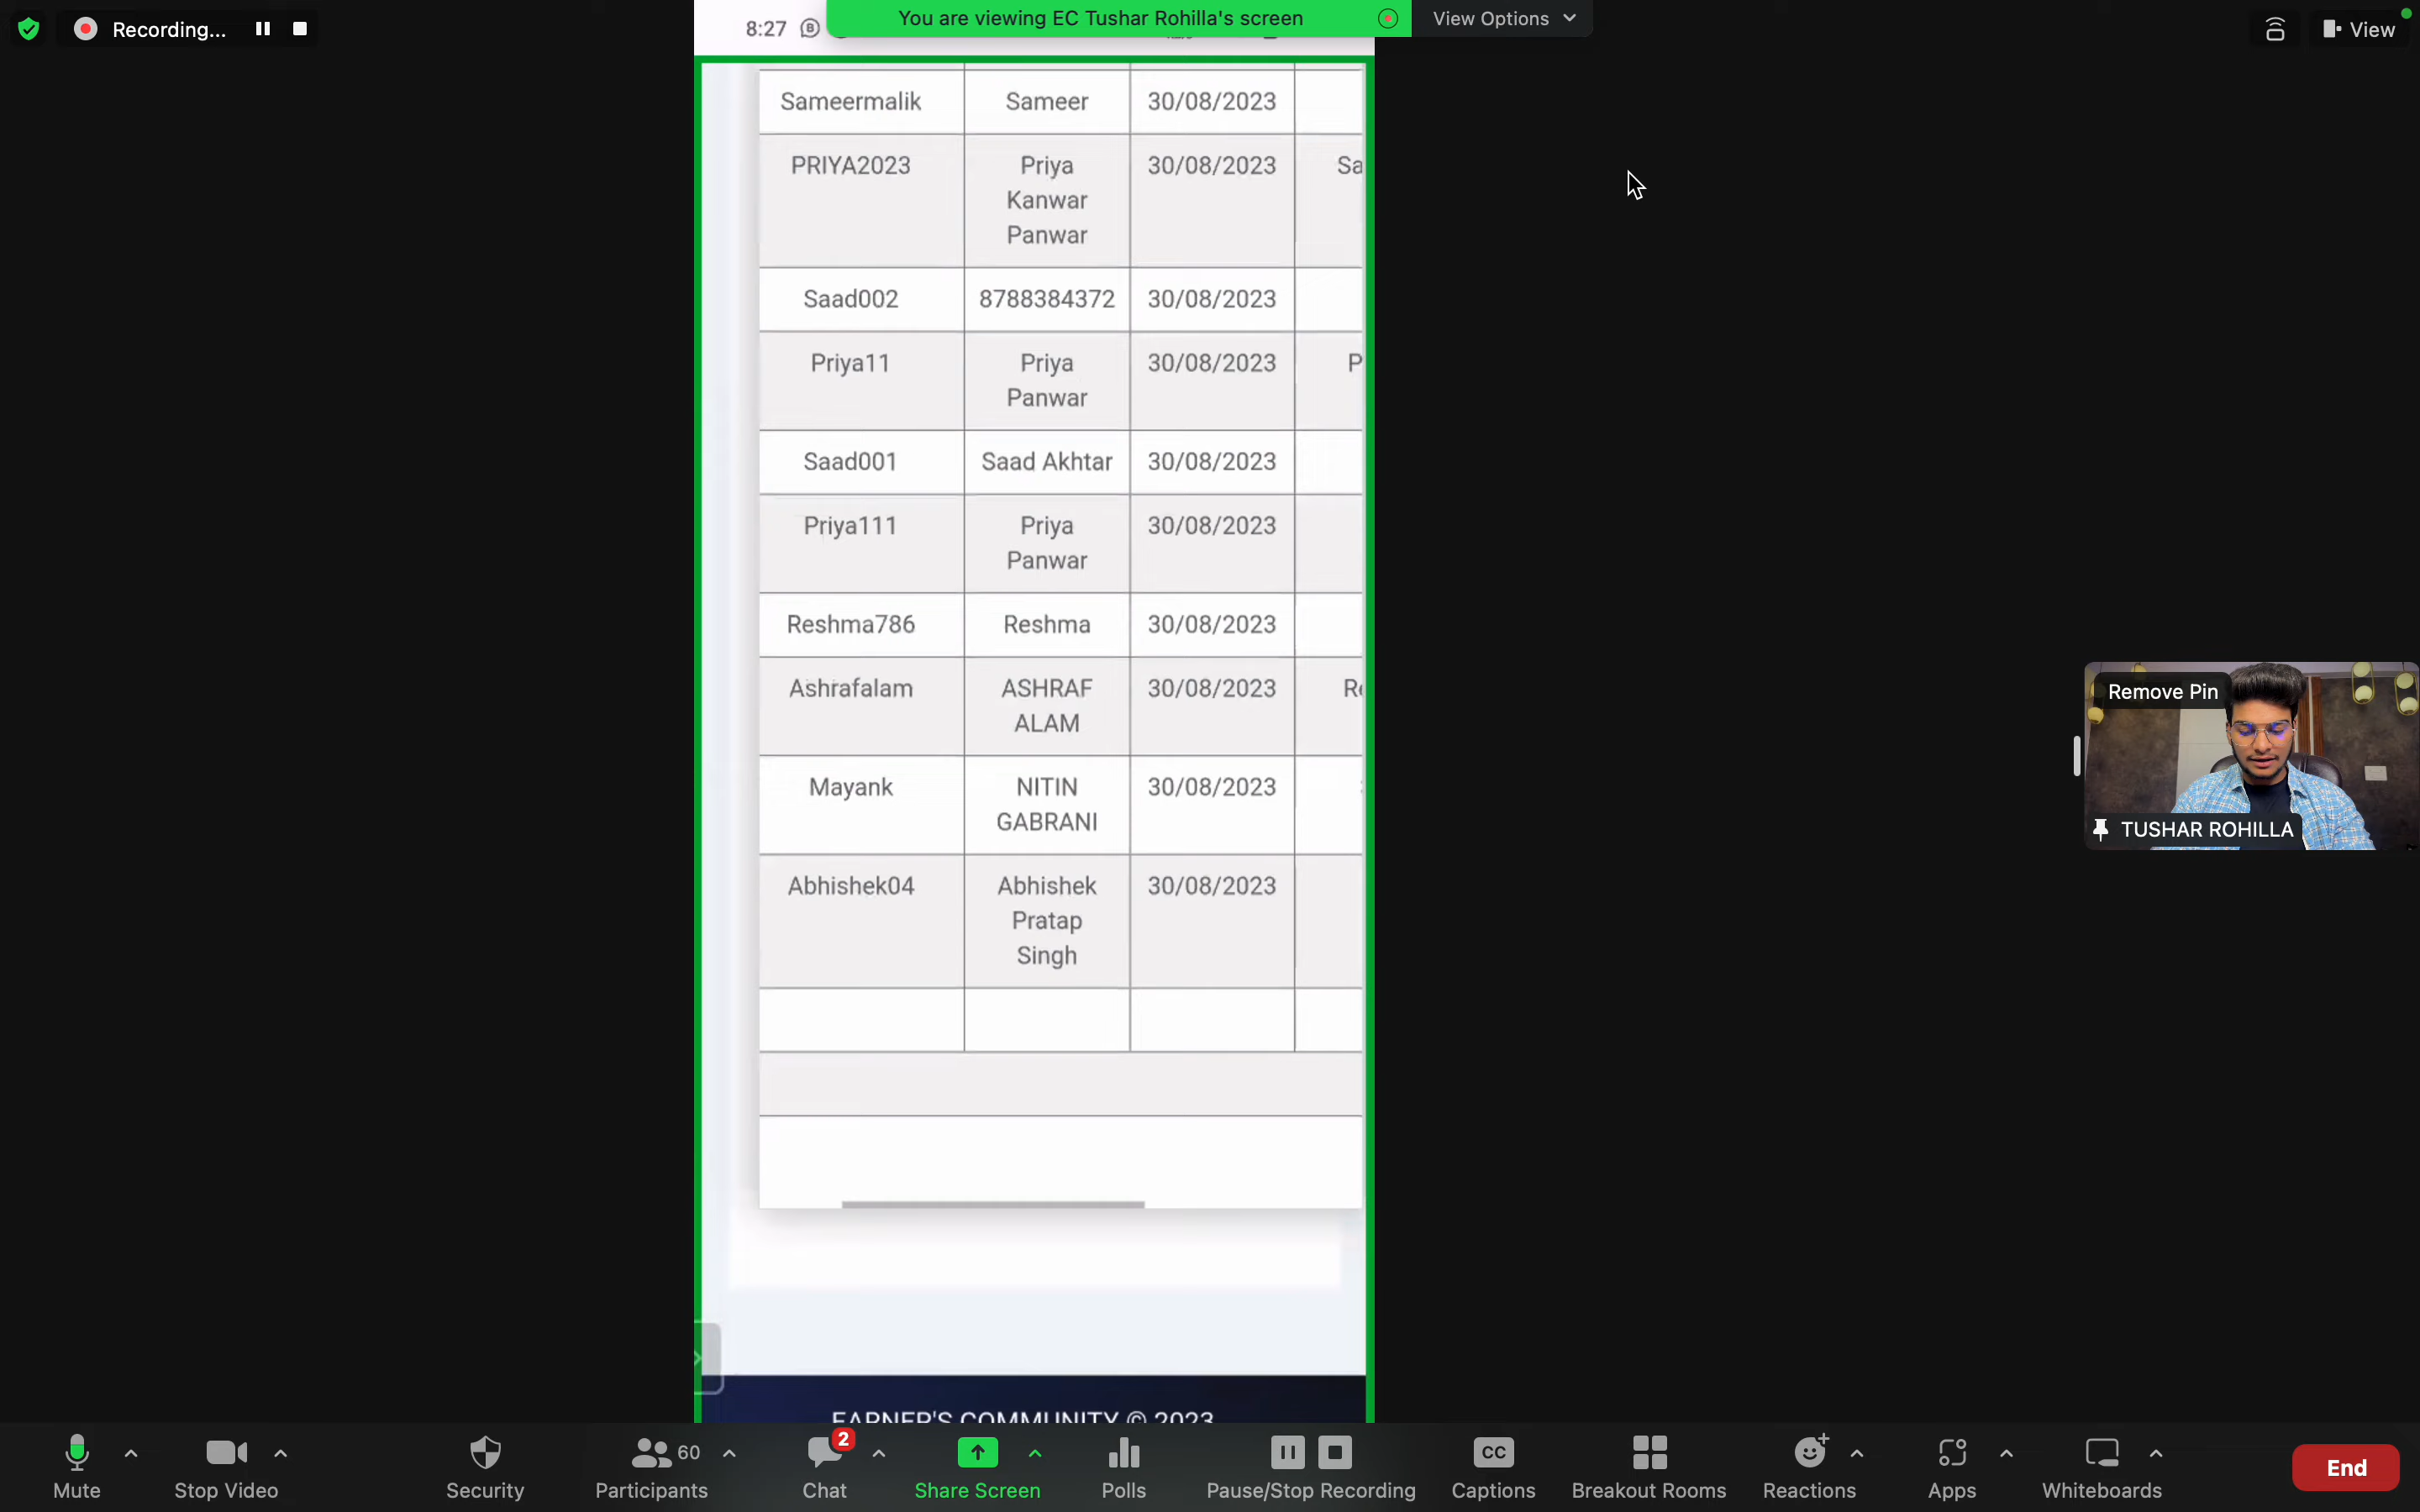 Recording...
8:27
You are viewing EC Tushar Rohilla's screen
View Options
View
Sameermalik Sameer 30/08/2023
PRIYA2023 Priya 30/08/2023 Sa
Kanwar
Panwar
Saad002 8788384372 30/08/2023
Priya11 Priya 30/08/2023 P
Panwar
Saad001 Saad Akhtar 30/08/2023
Priya111 Priya 30/08/2023
Panwar
Reshma786 Reshma 30/08/2023
Ashrafalam ASHRAF 30/08/2023 Re
ALAM
Mayank NITIN 30/08/2023
GABRANI
Abhishek04 Abhishek 30/08/2023
Pratap
Singh
Remove Pin
TUSHAR ROHILLA
EARNER'S COMMUNITY © 2023
60
2
CC
Mute
Stop Video
Security
Participants
Chat
Share Screen
Polls
Pause/Stop Recording
Captions
Breakout Rooms
Reactions
Apps
Whiteboards
End